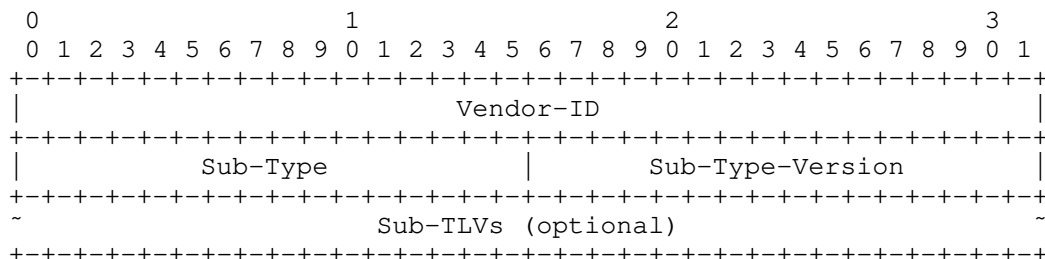 0                   1                   2                   3
 0 1 2 3 4 5 6 7 8 9 0 1 2 3 4 5 6 7 8 9 0 1 2 3 4 5 6 7 8 9 0 1
+-+-+-+-+-+-+-+-+-+-+-+-+-+-+-+-+-+-+-+-+-+-+-+-+-+-+-+-+-+-+-+-+
|                           Vendor-ID                           |
+-+-+-+-+-+-+-+-+-+-+-+-+-+-+-+-+-+-+-+-+-+-+-+-+-+-+-+-+-+-+-+-+
|           Sub-Type            |       Sub-Type-Version        |
+-+-+-+-+-+-+-+-+-+-+-+-+-+-+-+-+-+-+-+-+-+-+-+-+-+-+-+-+-+-+-+-+
~                      Sub-TLVs (optional)                      ~
+-+-+-+-+-+-+-+-+-+-+-+-+-+-+-+-+-+-+-+-+-+-+-+-+-+-+-+-+-+-+-+-+